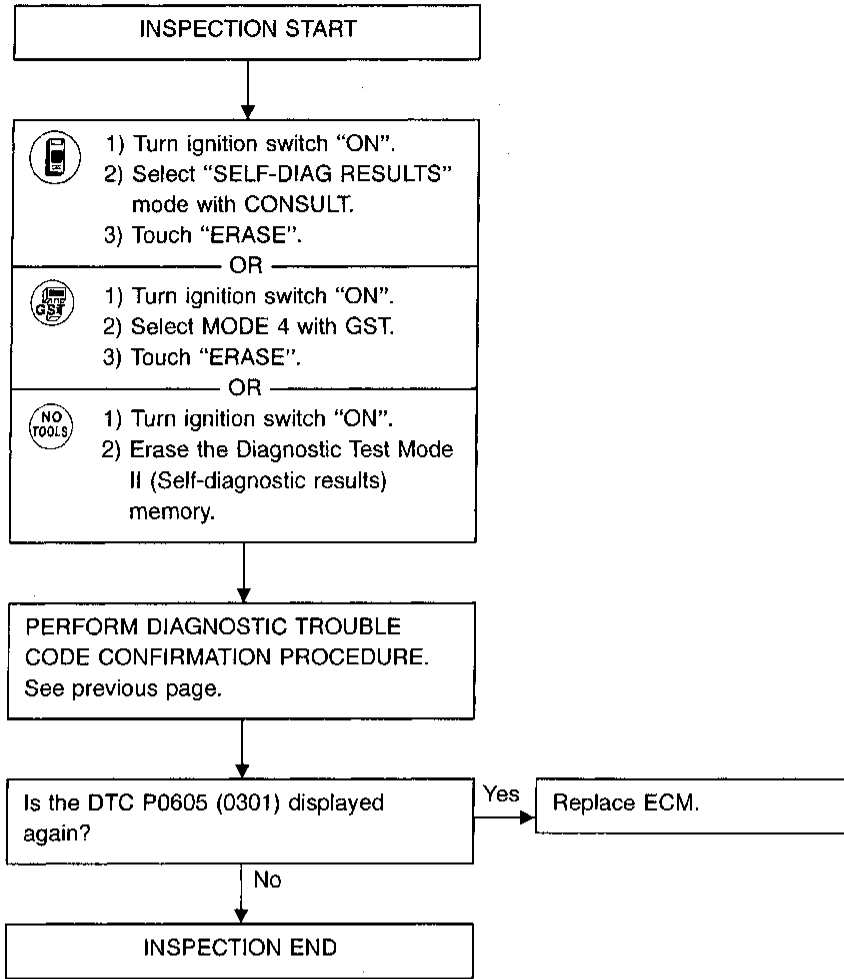 INSPECTION START
1) Turn ignition switch “ON”.
2) Select “SELF-DIAG RESULTS”
mode with CONSULT.
3) Touch “ERASE”.
OR
GST
1) Turn ignition switch “ON”.
2) Select MODE 4 with GST.
3) Touch “ERASE”.
OR
NO
TOOLS
1) Turn ignition switch “ON”.
2) Erase the Diagnostic Test Mode
II (Self-diagnostic results)
memory.
PERFORM DIAGNOSTIC TROUBLE
CODE CONFIRMATION PROCEDURE.
See previous page.
Is the DTC P0605 (0301) displayed
again?
Yes
Replace ECM.
No
INSPECTION END